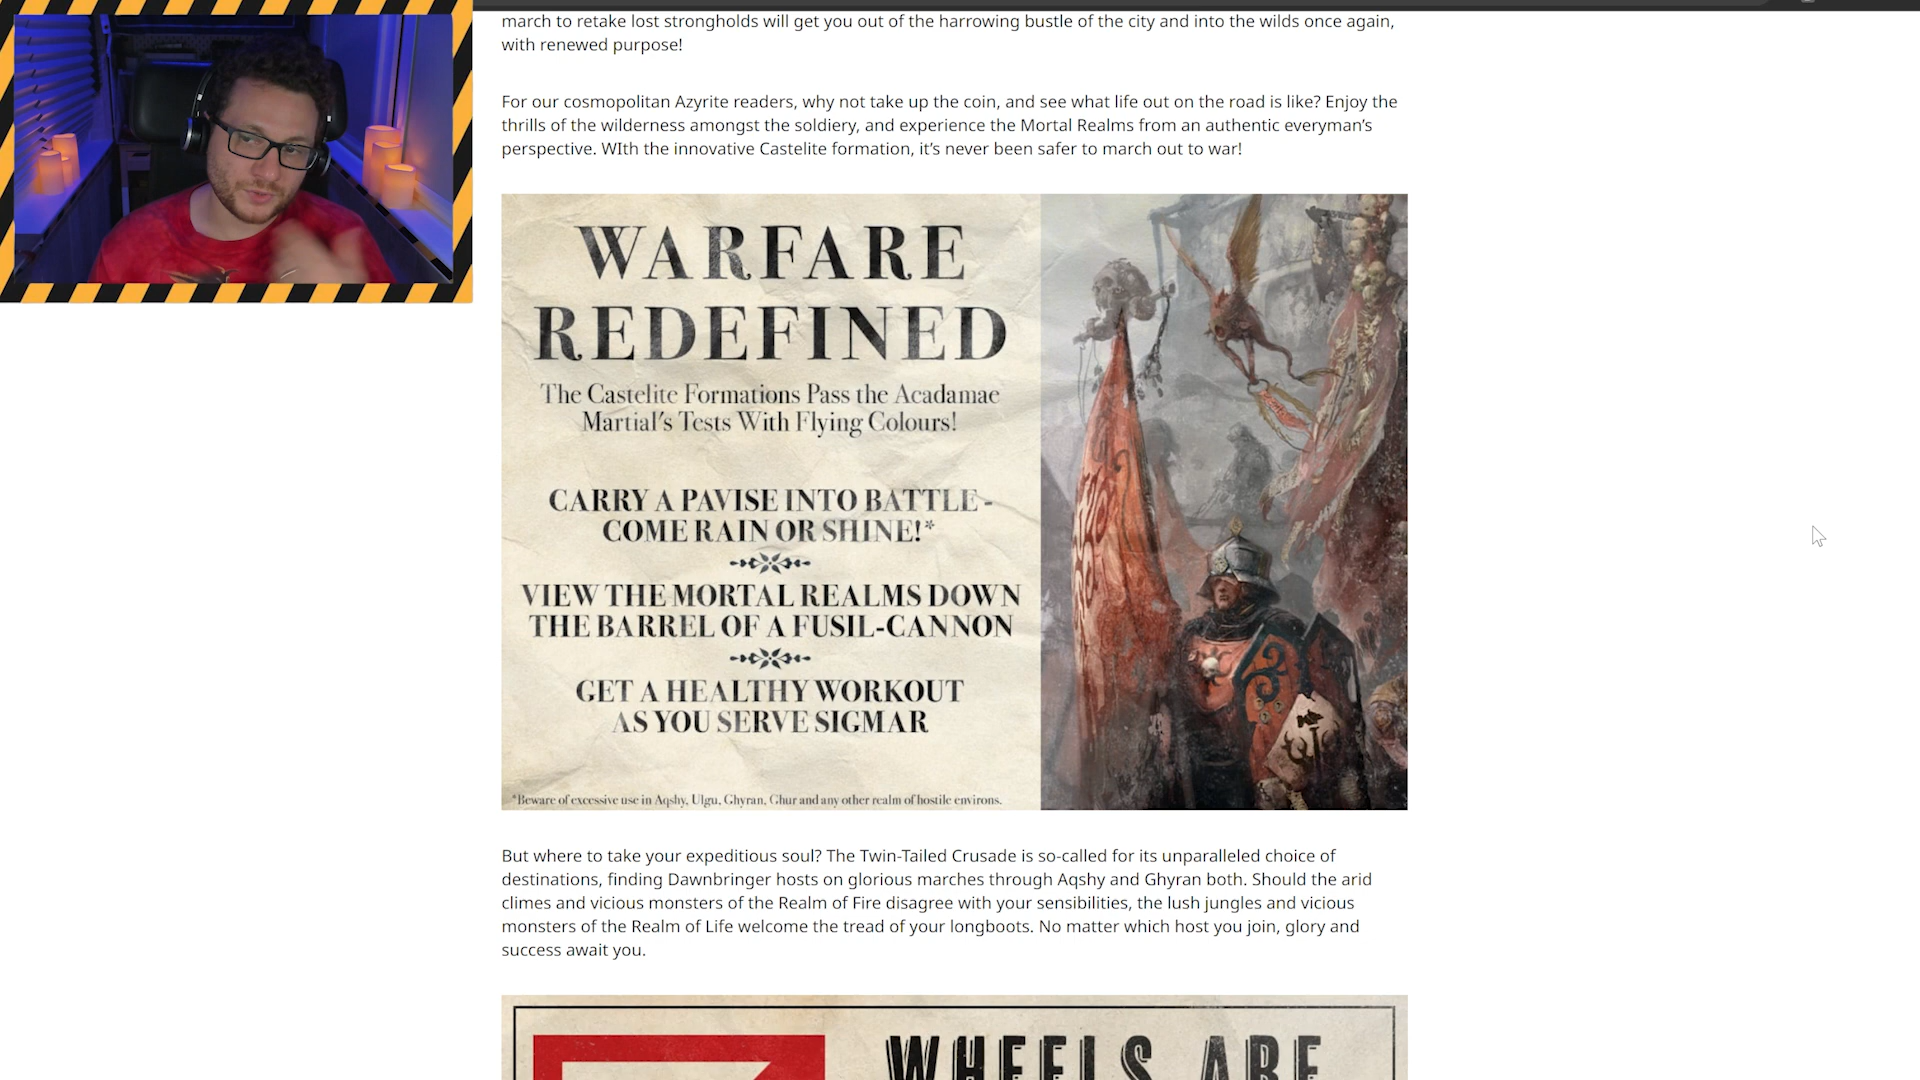 march to retake lost strongholds will get you out of the harrowing bustle of the city and into the wilds once again,
with renewed purpose!
For our cosmopolitan Azyrite readers, why not take up the coin, and see what life out on the road is like? Enjoy the
thrills of the wilderness amongst the soldiery, and experience the Mortal Realms from an authentic everyman’s
perspective. WIth the innovative Castelite formation, it’s never been safer to march out to war!
WARFARE
REDEFINED
The Castelite Formations Pass the Acadamae
Martial's Tests With Flying Colours!
CARRY A PAVISE INTO BATTLE -
COME RAIN OR SHINE!*
VIEW THE MORTAL REALMS DOWN
THE BARREL OF A FUSIL-CANNON
GET A HEALTHY WORKOUT
AS YOU SERVE SIGMAR
*Beware of excessive use in Aqshy, Ulgu, Ghyran, Ghur and any other realm of hostile environs.
But where to take your expeditious soul? The Twin-Tailed Crusade is so-called for its unparalleled choice of
destinations, finding Dawnbringer hosts on glorious marches through Aqshy and Ghyran both. Should the arid
climes and vicious monsters of the Realm of Fire disagree with your sensibilities, the lush jungles and vicious
monsters of the Realm of Life welcome the tread of your longboots. No matter which host you join, glory and
success await you.
WHEELS ARE